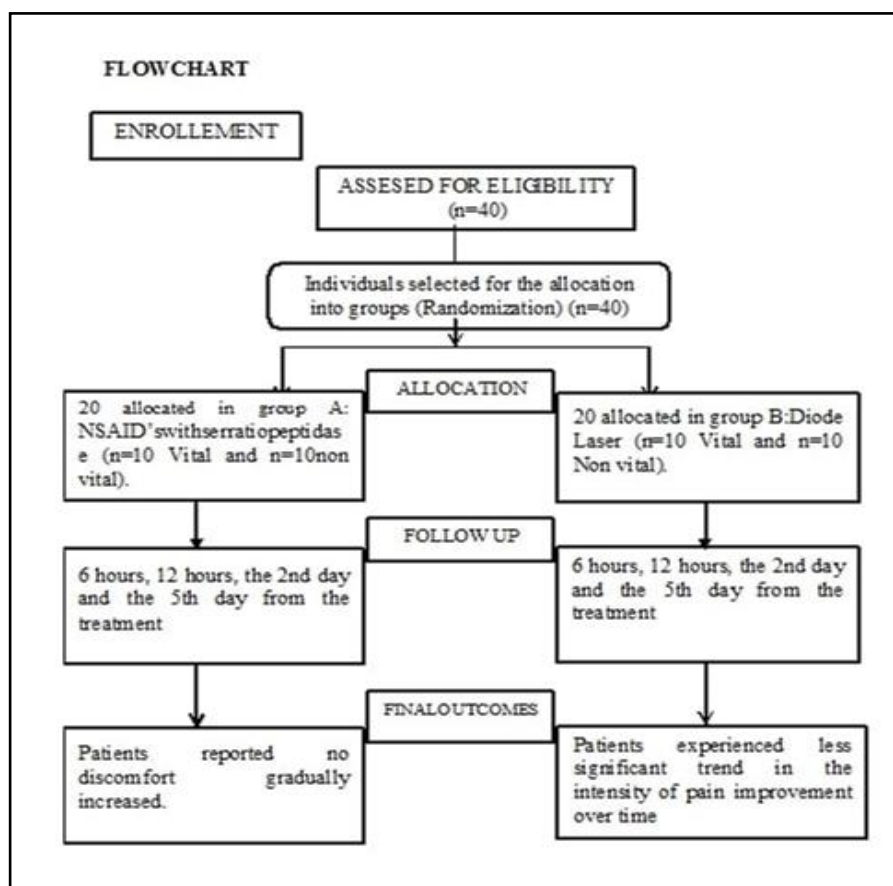 FLOWCHART
ENROLLEMENT
ASSESED FOR ELIGIBILITY
(n=40)
Individuals selected for the allocation
into groups (Randomization) (n=40)
ALLOCATION
20 allocated in group A:
NSAID'swithserratiopeptidas
e (n=10 Vital and n=10non
vital).
20 allocated in group B:Diode
Laser (n=10 Vital and n=10
Non vital).
FOLLOW UP
6 hours, 12 hours, the 2nd day
and the 5th day from the
treatment
6 hours, 12 hours, the 2nd day
and the 5th day from the
treatment
FINALOUTCOMES
Patients reported no
discomfort gradually
increased.
Patients experienced less
significant trend in the
intensity of pain improvement
over time